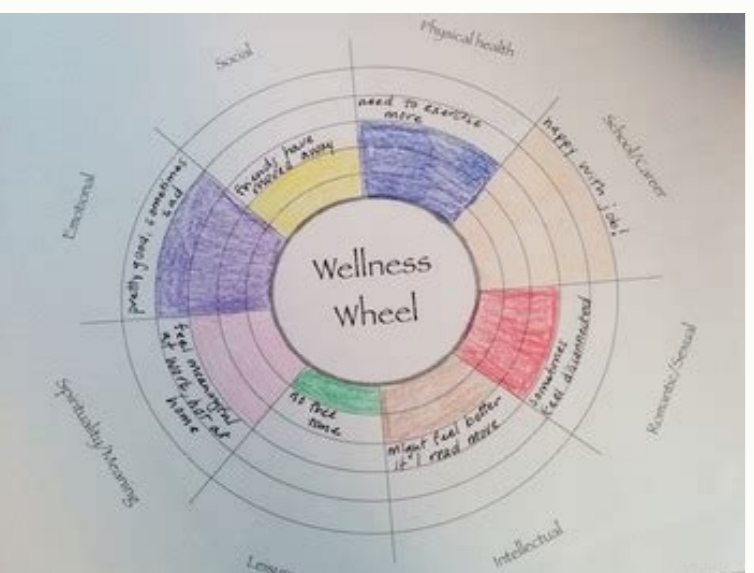 Physical health
Social
School/Career
Emotional
Romantic/Sexual
Spirituality/Meaning
Intellectual
need to exercise
more
happy with job!
friends have
moved away
pretty good, sometimes
sad
Wellness
Wheel
sometimes
feel disconnected
feel meaningful
at work, not at
home
no free
time
might feel better
if I read more